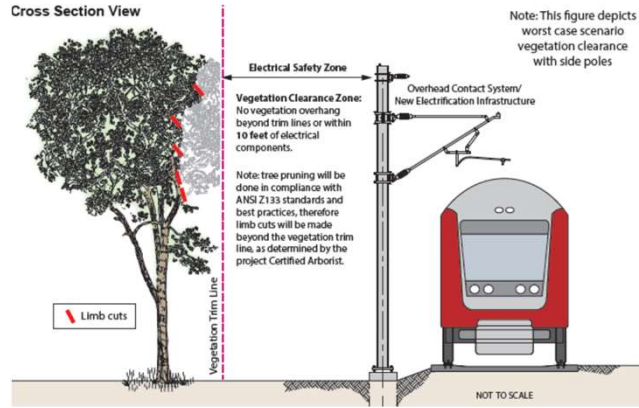 Cross Section View
Note: This figure depicts
worst case scenario
vegetation clearance
with side poles
Electrical Safety Zone
Vegetation Clearance Zone:
No vegetation overhang
beyond trim lines or within
10 feet of electrical
components.
Note: tree pruning will be
done in compliance with
ANSI Z133 standards and
best practices, therefore
limb cuts will be made
beyond the vegetation trim
line, as determined by the
project Certified Arborist.
Overhead Contact System/
New Electrification Infrastructure
Vegetation Trim Line
Limb cuts
NOT TO SCALE